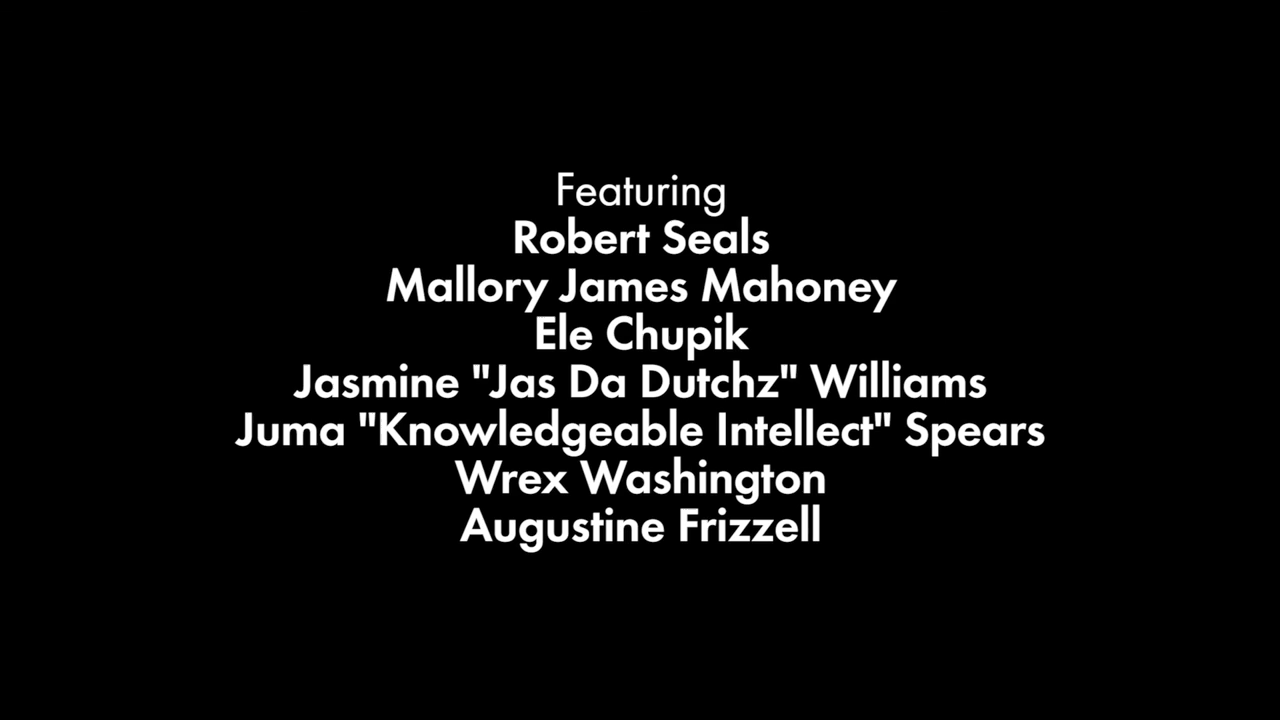 Featuring
Robert Seals
Mallory James Mahoney
Ele Chupik
Jasmine "Jas Da Dutchz" Williams
Juma "Knowledgeable Intellect" Spears
Wrex Washington
Augustine Frizzell